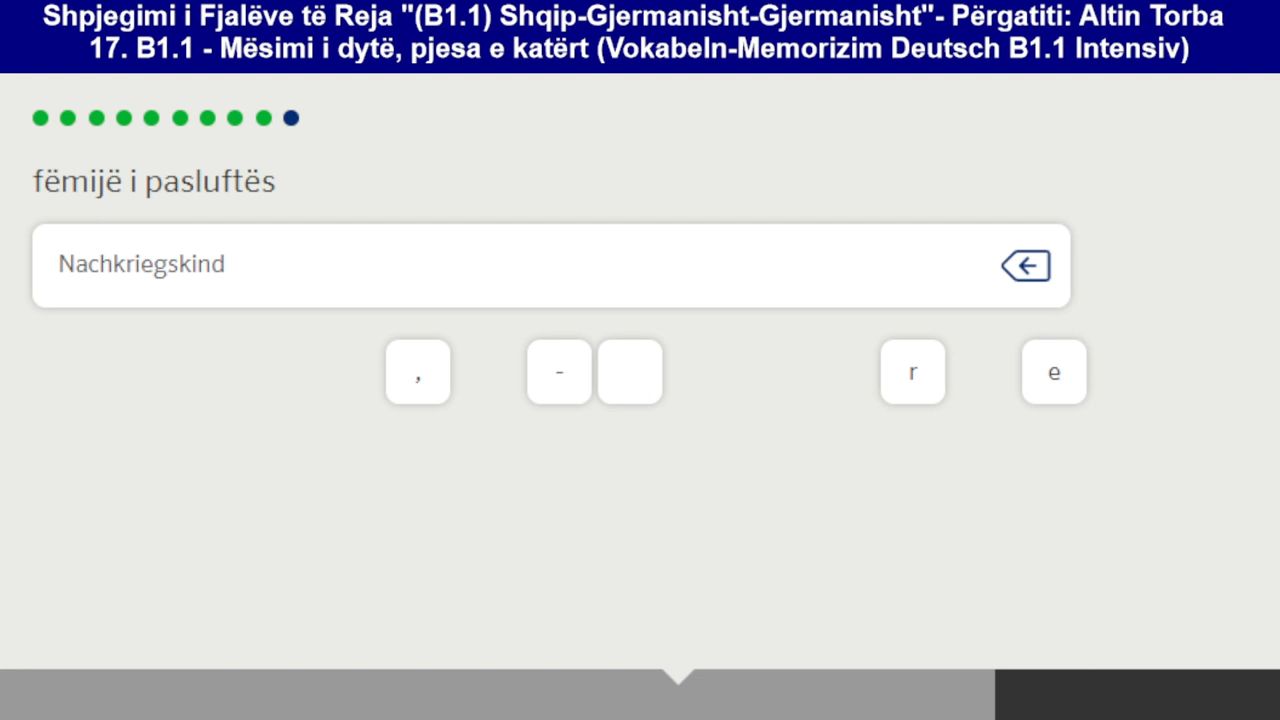 Shpjegimi i Fjalëve të Reja "(B1.1) Shqip-Gjermanisht-Gjermanisht"- Përgatiti: Altin Torba
17. B1.1 - Mësimi i dytë, pjesa e katërt (Vokabeln-Memorizim Deutsch B1.1 Intensiv)
fëmijë i pasluftës
Nachkriegskind
, - r e